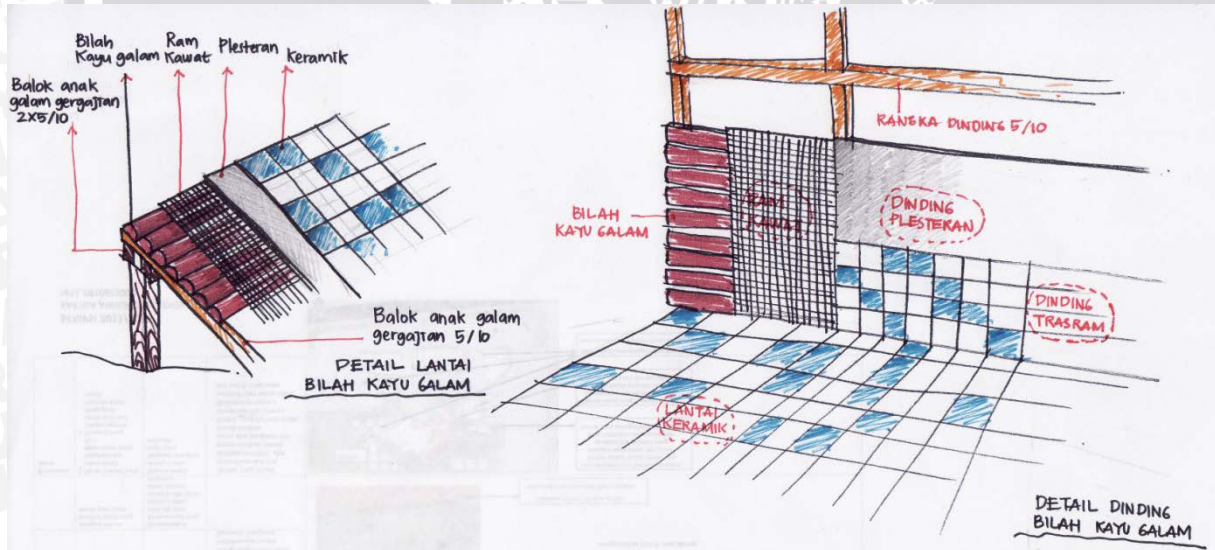 Bilah
Kayu galam
Ram
Kawat
Plesteran
Keramik
Balok anak
galam gergajian
2x5/10
Balok anak galam
gergajian 5/10
DETAIL LANTAI
BILAH KAYU GALAM
RANGKA DINDING 5/10
BILAH
KAYU GALAM
RAM
KAWAT
DINDING
PLESTERAN
DINDING
TRASRAM
LANTAI
KERAMIK
DETAIL DINDING
BILAH KAYU GALAM